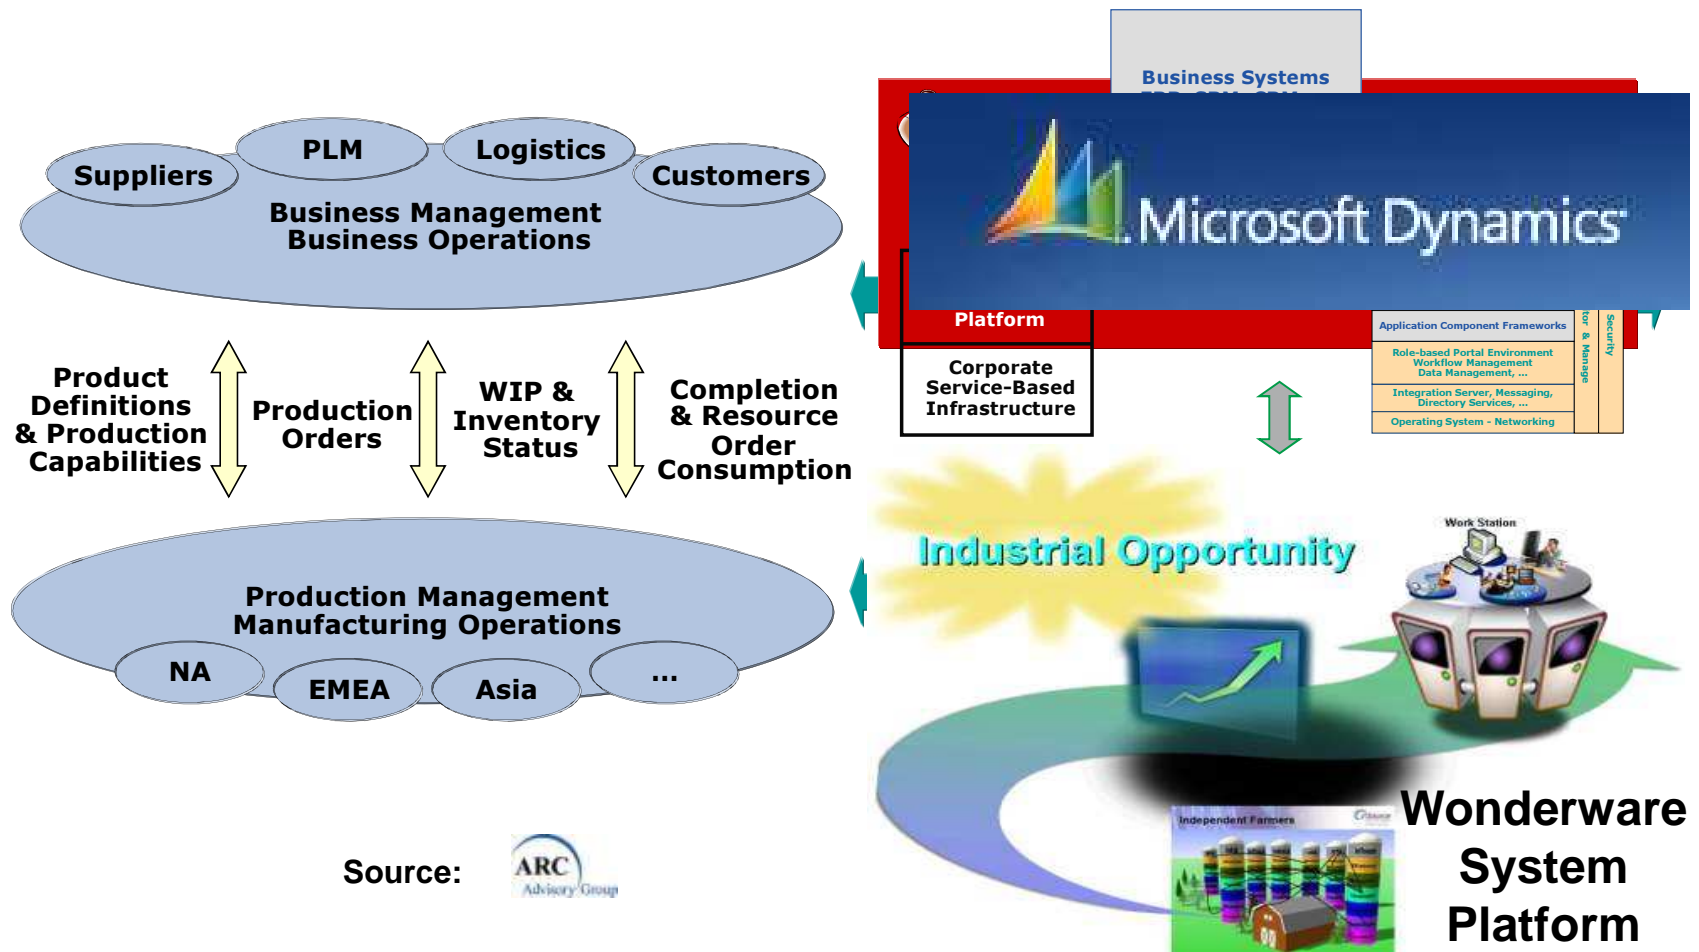 Suppliers
PLM
Logistics
Customers
Business Management
Business Operations
Product
Definitions
& Production
Capabilities
Production
Orders
WIP &
Inventory
Status
Completion
& Resource
Order
Consumption
Production Management
Manufacturing Operations
NA
EMEA
Asia
...
Source:
ARC
Advisory Group
Business Systems
Microsoft Dynamics
Platform
Corporate
Service-Based
Infrastructure
Application Component Frameworks
Role-based Portal Environment
Workflow Management
Data Management, ...
Integration Server, Messaging,
Directory Services, ...
Operating System - Networking
& Manage
Security
Industrial Opportunity
Work Station
Independent Farmers
Wonderware
System
Platform